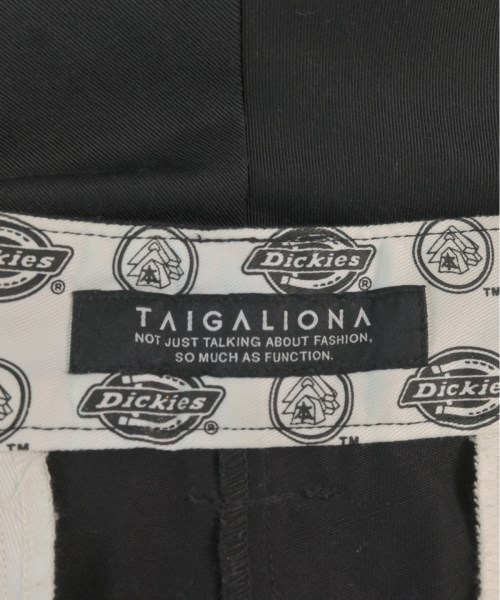 Dickies
®
Dickies
®
TM
TAIGALIONA
NOT JUST TALKING ABOUT FASHION,
SO MUCH AS FUNCTION.
Dickies
®
TM
Dickies
TM